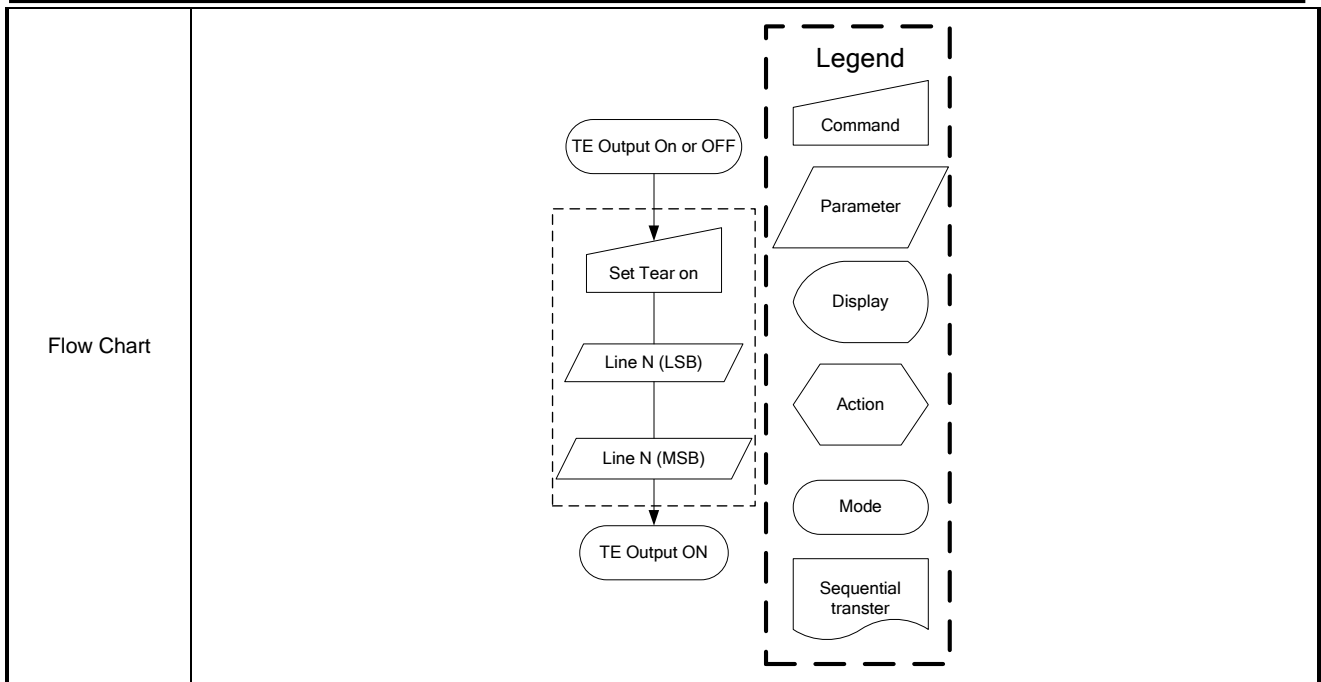 Flow Chart
TE Output On or OFF
Set Tear on
Line N (LSB)
Line N (MSB)
TE Output ON
Legend
Command
Parameter
Display
Action
Mode
Sequential
transter